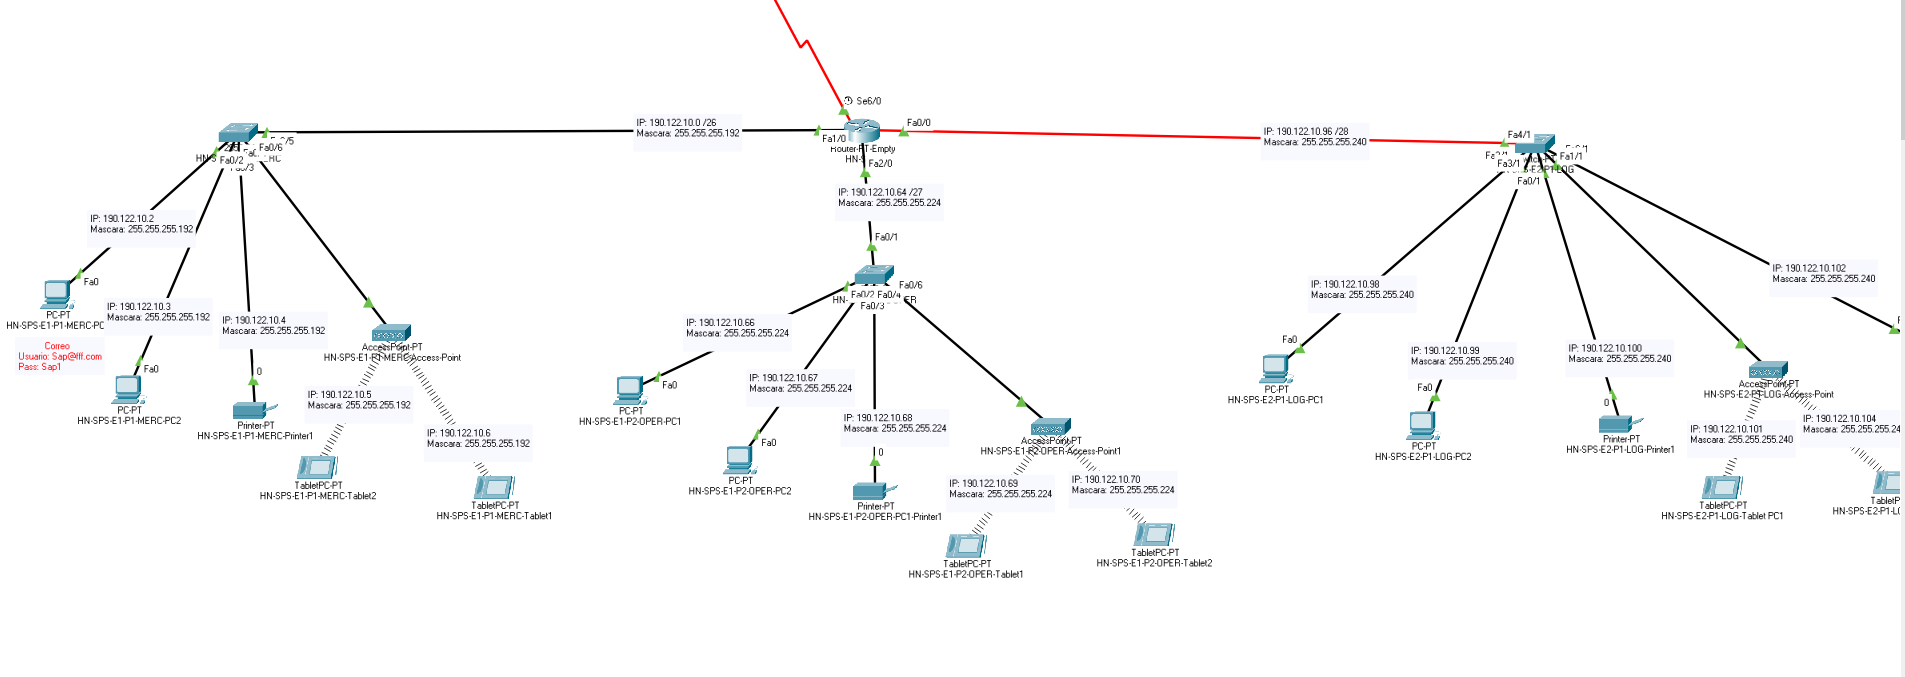 Se6/0
IP: 190.122.10.0 /26
Mascara: 255.255.255.192
Fa1/0
Fa0/0
Router-PT-Empty
Fa2/0
IP: 190.122.10.96 /28
Mascara: 255.255.255.240
Fa4/1
Fa3/1
Fa1/1
Fa0/1
Fa0/6
Fa0/2
IP: 190.122.10.64 /27
Mascara: 255.255.255.224
Fa0/1
IP: 190.122.10.2
Mascara: 255.255.255.192
Fa0
PC-PT
HN-SPS-E1-P1-MERC-PC
Correo
Usuario: Sap@fff.com
Pass: Sap1
IP: 190.122.10.3
Mascara: 255.255.255.192
Fa0
PC-PT
HN-SPS-E1-P1-MERC-PC2
IP: 190.122.10.4
Mascara: 255.255.255.192
0
Printer-PT
HN-SPS-E1-P1-MERC-Printer1
AccessPoint-PT
HN-SPS-E1-P1-MERC-Access-Point
IP: 190.122.10.5
Mascara: 255.255.255.192
TabletPC-PT
HN-SPS-E1-P1-MERC-Tablet2
IP: 190.122.10.6
Mascara: 255.255.255.192
TabletPC-PT
HN-SPS-E1-P1-MERC-Tablet1
Fa0/6
Fa0/2
Fa0/4
Fa0/3
IP: 190.122.10.66
Mascara: 255.255.255.224
Fa0
PC-PT
HN-SPS-E1-P2-OPER-PC1
IP: 190.122.10.67
Mascara: 255.255.255.224
Fa0
PC-PT
HN-SPS-E1-P2-OPER-PC2
IP: 190.122.10.68
Mascara: 255.255.255.224
0
Printer-PT
HN-SPS-E1-P2-OPER-PC1-Printer1
AccessPoint-PT
HN-SPS-E1-P2-OPER-Access-Point1
IP: 190.122.10.69
Mascara: 255.255.255.224
TabletPC-PT
HN-SPS-E1-P2-OPER-Tablet1
IP: 190.122.10.70
Mascara: 255.255.255.224
TabletPC-PT
HN-SPS-E1-P2-OPER-Tablet2
IP: 190.122.10.98
Mascara: 255.255.255.240
Fa0
PC-PT
HN-SPS-E2-P1-LOG-PC1
IP: 190.122.10.99
Mascara: 255.255.255.240
Fa0
PC-PT
HN-SPS-E2-P1-LOG-PC2
IP: 190.122.10.100
Mascara: 255.255.255.240
0
Printer-PT
HN-SPS-E2-P1-LOG-Printer1
IP: 190.122.10.102
Mascara: 255.255.255.240
AccessPoint-PT
HN-SPS-E2-P1-LOG-Access-Point
IP: 190.122.10.101
Mascara: 255.255.255.240
TabletPC-PT
HN-SPS-E2-P1-LOG-Tablet PC1
IP: 190.122.10.104
Mascara: 255.255.255.24
TabletP
HN-SPS-E2-P1-LO